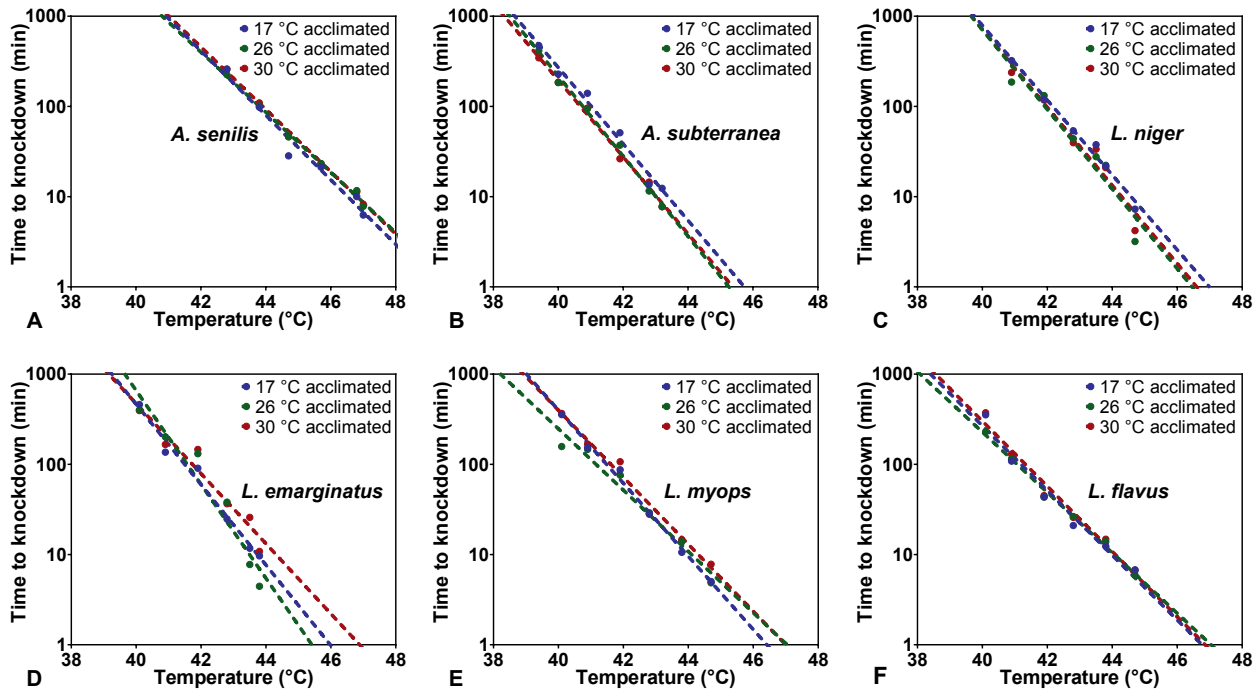 Time to knockdown (min)
1000
100
10
1
17 °C acclimated
26 °C acclimated
30 °C acclimated
A. senilis
38 40 42 44 46 48
A Temperature (°C)
Time to knockdown (min)
1000
100
10
1
17 °C acclimated
26 °C acclimated
30 °C acclimated
A. subterranea
38 40 42 44 46 48
B Temperature (°C)
Time to knockdown (min)
1000
100
10
1
17 °C acclimated
26 °C acclimated
30 °C acclimated
L. niger
38 40 42 44 46 48
C Temperature (°C)
Time to knockdown (min)
1000
100
10
1
17 °C acclimated
26 °C acclimated
30 °C acclimated
L. emarginatus
38 40 42 44 46 48
D Temperature (°C)
Time to knockdown (min)
1000
100
10
1
17 °C acclimated
26 °C acclimated
30 °C acclimated
L. myops
38 40 42 44 46 48
E Temperature (°C)
Time to knockdown (min)
1000
100
10
1
17 °C acclimated
26 °C acclimated
30 °C acclimated
L. flavus
38 40 42 44 46 48
F Temperature (°C)